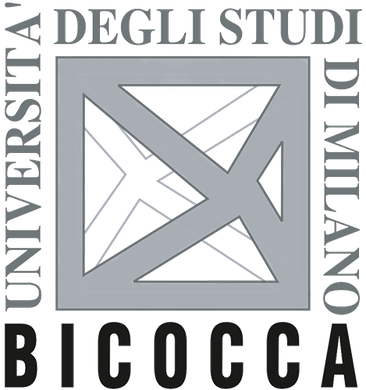 UNIVERSITA'
DEGLI STUDI
DI MILANO
BICOCCA